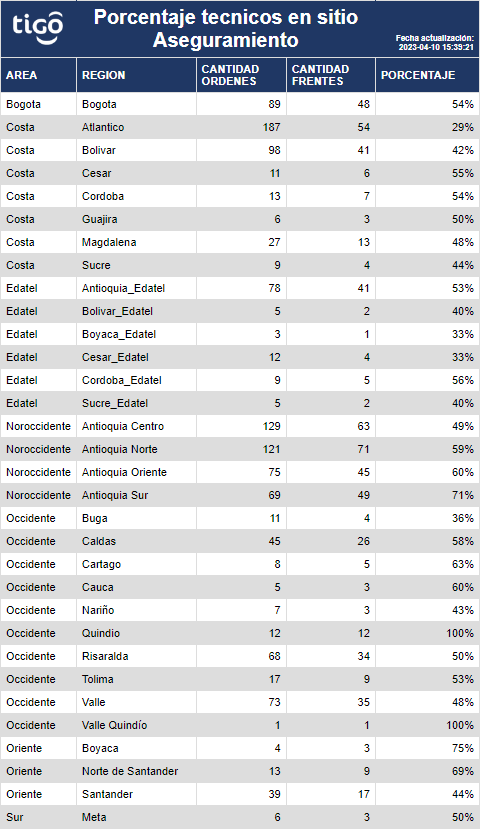 tigo
Porcentaje tecnicos en sitio
Aseguramiento
Fecha actualización:
2023-04-10 15:39:21
AREA REGION CANTIDAD ORDENES CANTIDAD FRENTES PORCENTAJE
Bogota Bogota 89 48 54%
Costa Atlantico 187 54 29%
Costa Bolivar 98 41 42%
Costa Cesar 11 6 55%
Costa Cordoba 13 7 54%
Costa Guajira 6 3 50%
Costa Magdalena 27 13 48%
Costa Sucre 9 4 44%
Edatel Antioquia_Edatel 78 41 53%
Edatel Bolivar_Edatel 5 2 40%
Edatel Boyaca_Edatel 3 1 33%
Edatel Cesar_Edatel 12 4 33%
Edatel Cordoba_Edatel 9 5 56%
Edatel Sucre_Edatel 5 2 40%
Noroccidente Antioquia Centro 129 63 49%
Noroccidente Antioquia Norte 121 71 59%
Noroccidente Antioquia Oriente 75 45 60%
Noroccidente Antioquia Sur 69 49 71%
Occidente Buga 11 4 36%
Occidente Caldas 45 26 58%
Occidente Cartago 8 5 63%
Occidente Cauca 5 3 60%
Occidente Nariño 7 3 43%
Occidente Quindio 12 12 100%
Occidente Risaralda 68 34 50%
Occidente Tolima 17 9 53%
Occidente Valle 73 35 48%
Occidente Valle Quindío 1 1 100%
Oriente Boyaca 4 3 75%
Oriente Norte de Santander 13 9 69%
Oriente Santander 39 17 44%
Sur Meta 6 3 50%